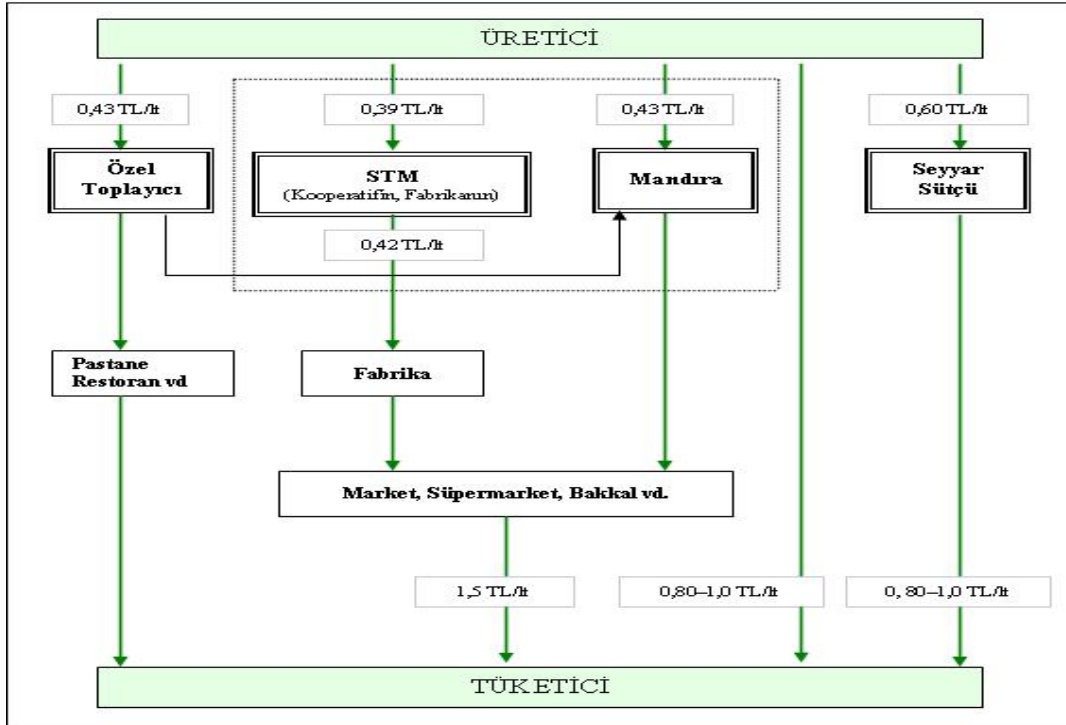 ÜRETİCİ
0,43 TL/lt
0,39 TL/lt
0,43 TL/lt
0,60 TL/lt
Özel
Toplayıcı
STM
(Kooperatifin, Fabrikanın)
Mandıra
Seyyar
Sütçü
0,42 TL/lt
Pastane
Restoran vd
Fabrika
Market, Süpermarket, Bakkal vd.
1,5 TL/lt
0,80–1,0 TL/lt
0, 80–1,0 TL/lt
TÜKETİCİ